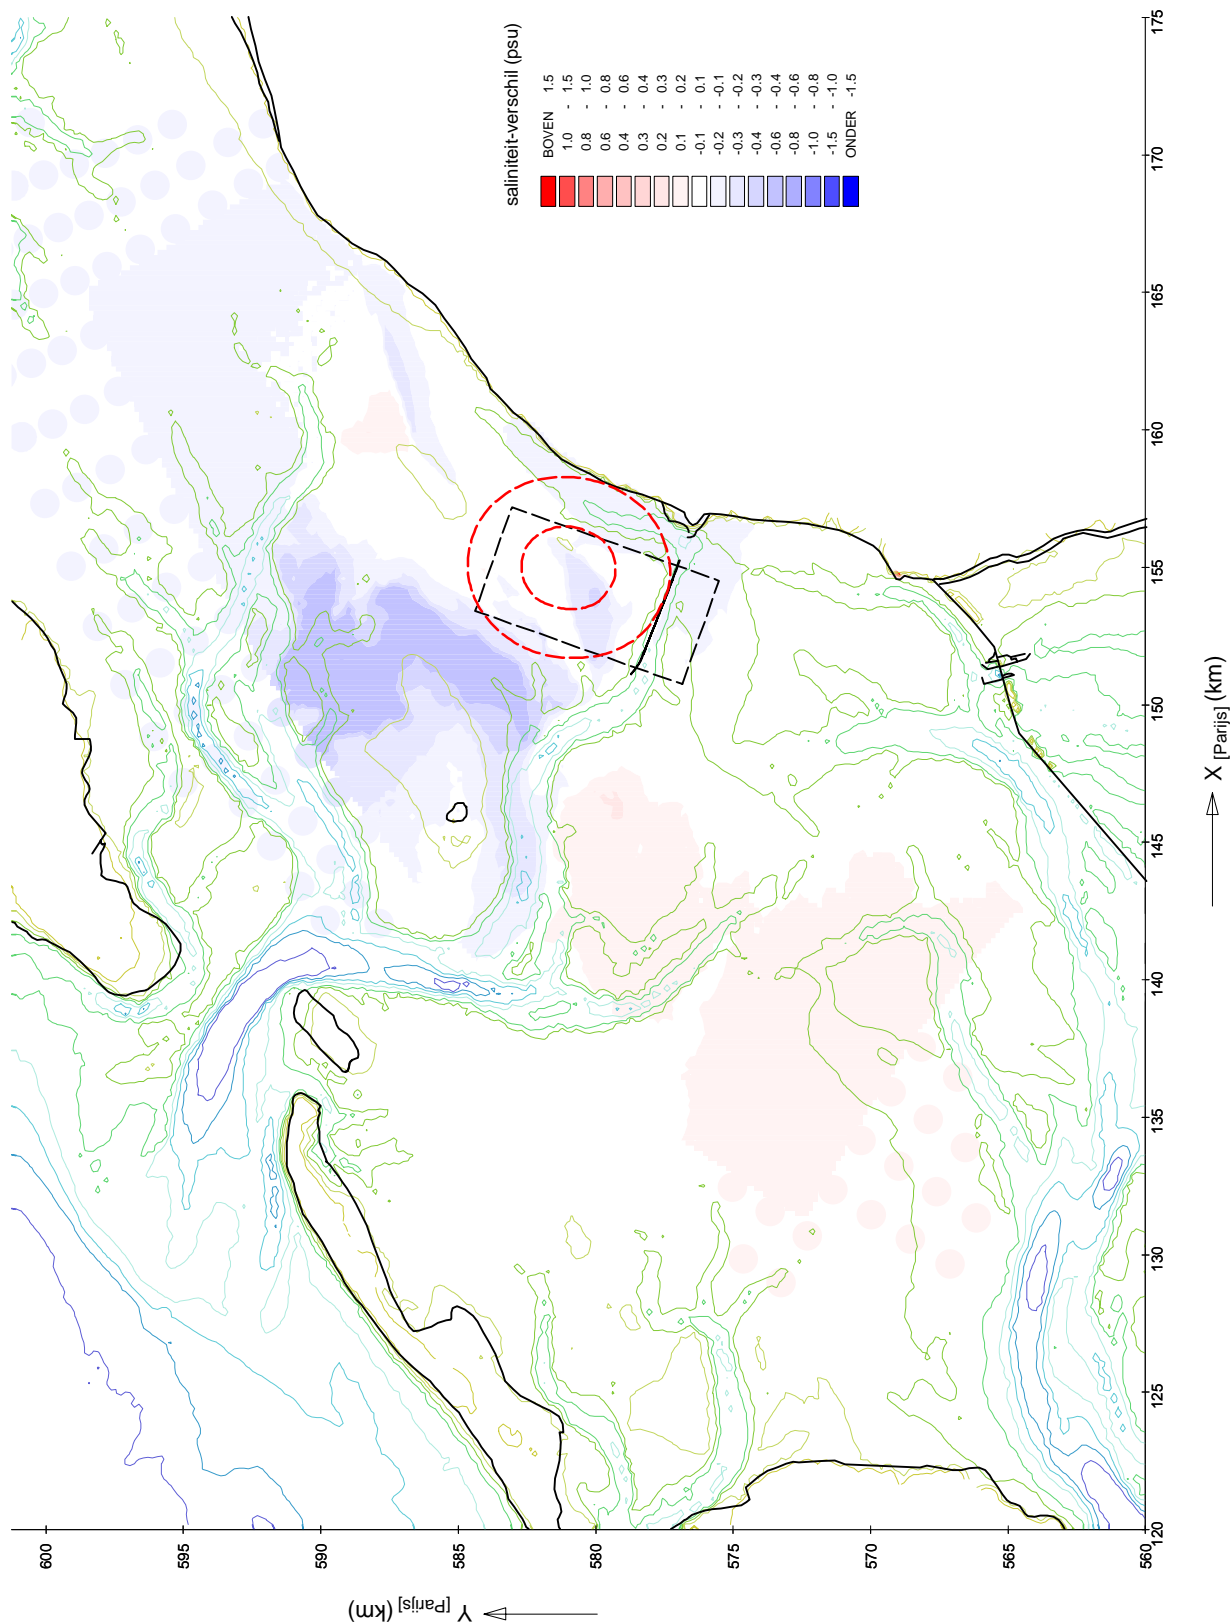 saliniteit-verschil (psu)
BOVEN 1.5
1.0 - 1.5
0.8 - 1.0
0.6 - 0.8
0.4 - 0.6
0.3 - 0.4
0.2 - 0.3
0.1 - 0.2
-0.1 - 0.1
-0.2 - -0.1
-0.3 - -0.2
-0.4 - -0.3
-0.6 - -0.4
-0.8 - -0.6
-1.0 - -0.8
-1.5 - -1.0
ONDER -1.5
600
595
590
585
580
575
570
565
560
Y [Parijs] (km)
120
125
130
135
140
145
150
155
160
165
170
175
X [Parijs] (km)